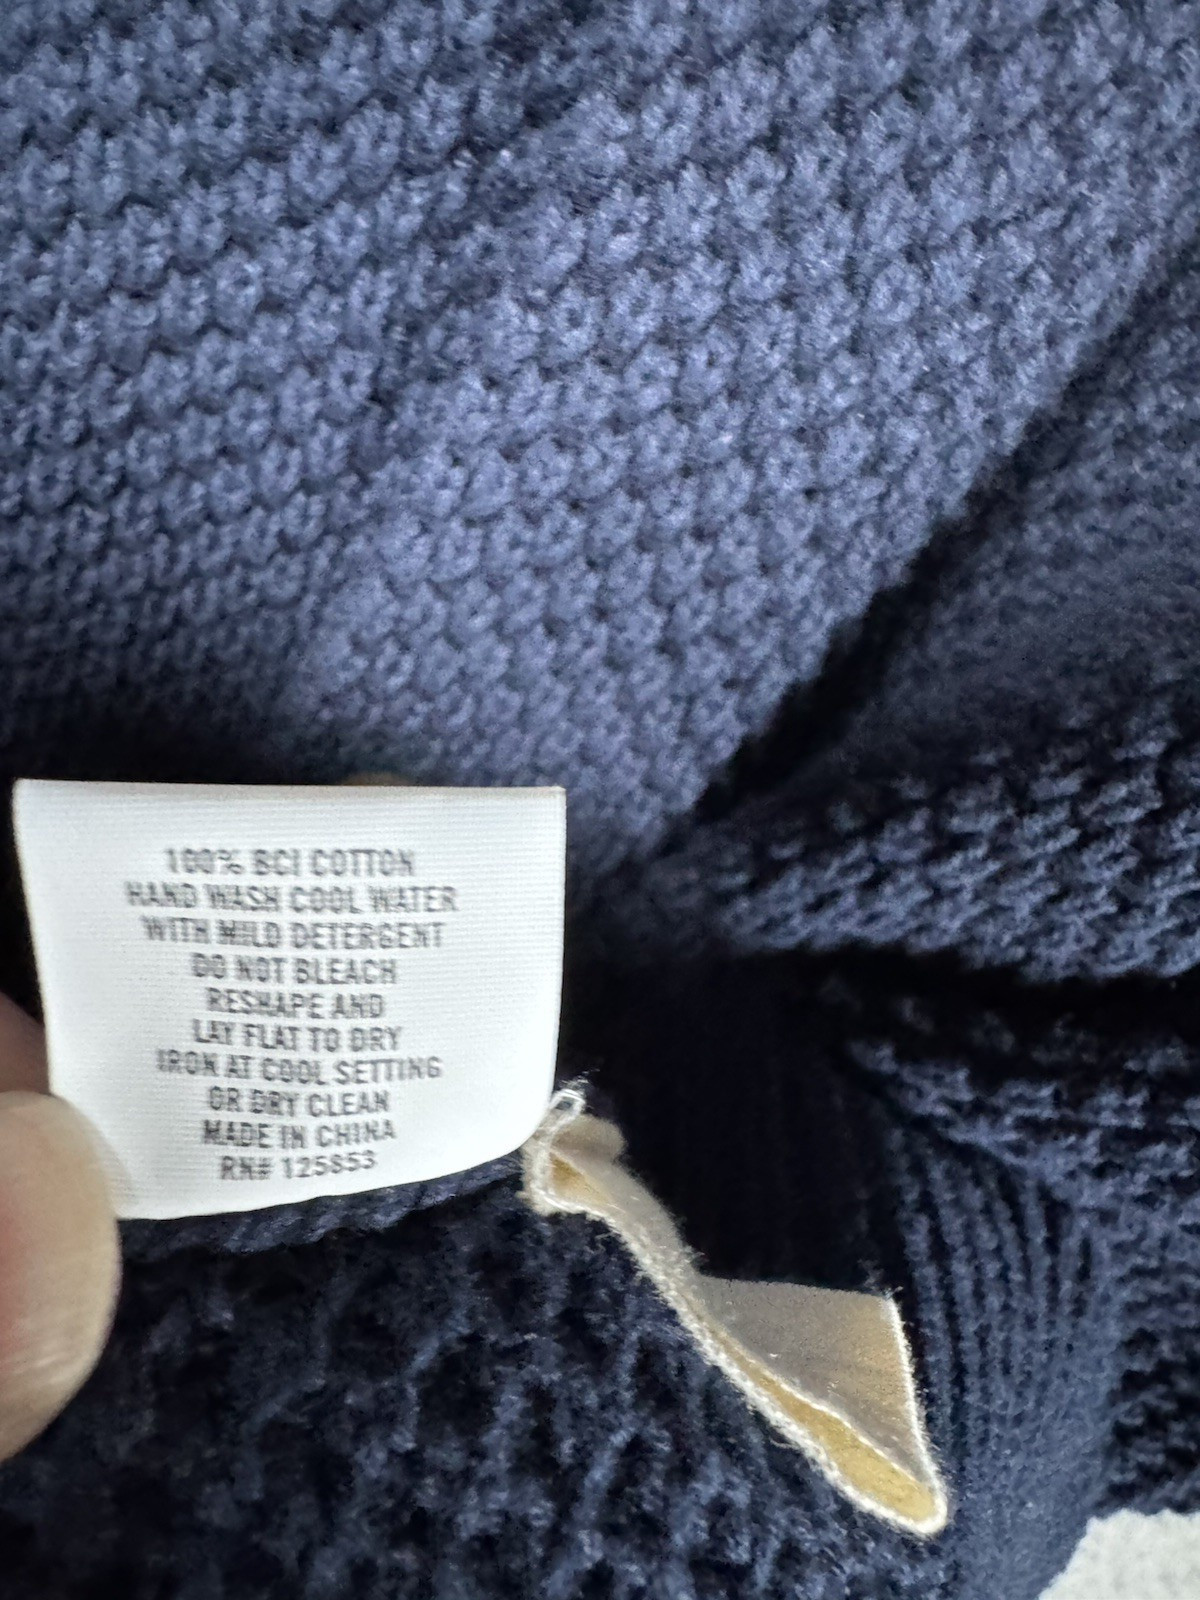 100% BCI COTTON
HAND WASH COOL WATER
WITH MILD DETERGENT
DO NOT BLEACH
RESHAPE AND
LAY FLAT TO DRY
IRON AT COOL SETTING
OR DRY CLEAN
MADE IN CHINA
RN# 125853